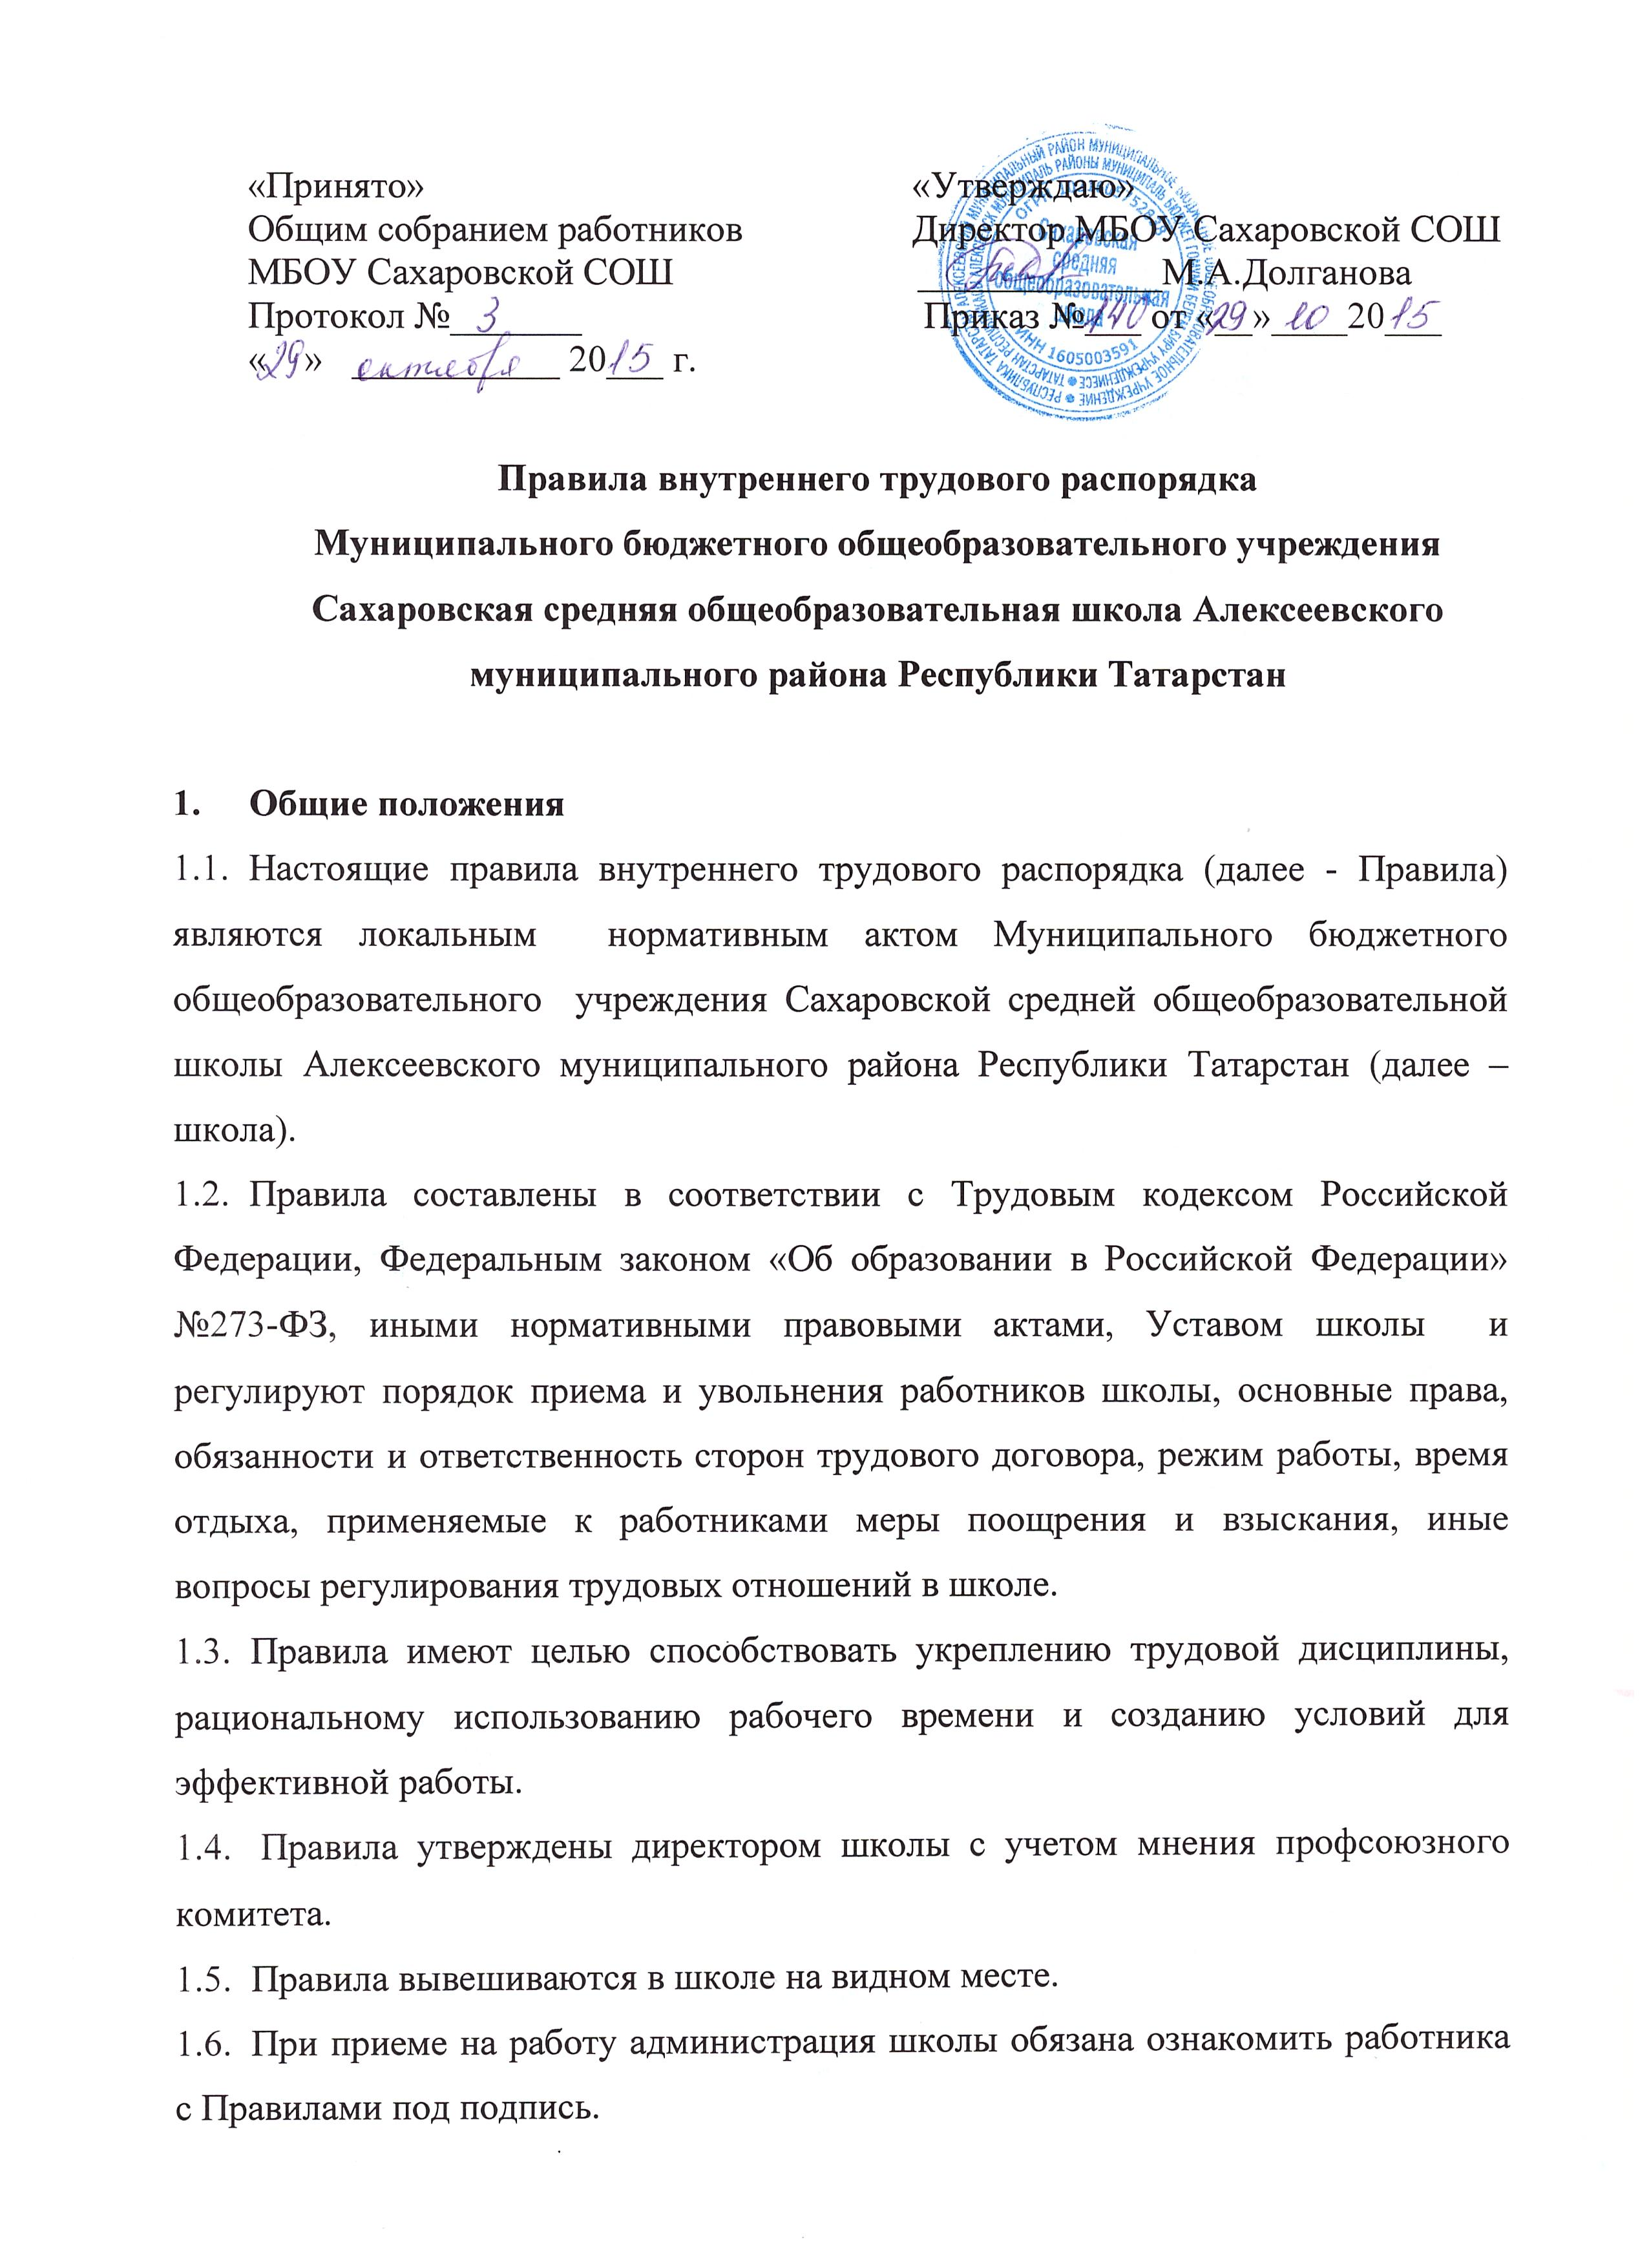 «Принято»
Общим собранием работников
МБОУ Сахаровской СОШ
Протокол № 3
«29» октября 2015 г.
«Утверждаю»
Директор МБОУ Сахаровской СОШ
М.А.Долганова
Приказ №140 от «29» 10 2015
Сахаровская
средняя
общеобразовательная
школа
ИНН 1605003591
Правила внутреннего трудового распорядка
Муниципального бюджетного общеобразовательного учреждения
Сахаровская средняя общеобразовательная школа Алексеевского
муниципального района Республики Татарстан
1. Общие положения
1.1. Настоящие правила внутреннего трудового распорядка (далее - Правила)
являются локальным нормативным актом Муниципального бюджетного
общеобразовательного учреждения Сахаровской средней общеобразовательной
школы Алексеевского муниципального района Республики Татарстан (далее –
школа).
1.2. Правила составлены в соответствии с Трудовым кодексом Российской
Федерации, Федеральным законом «Об образовании в Российской Федерации»
№273-ФЗ, иными нормативными правовыми актами, Уставом школы и
регулируют порядок приема и увольнения работников школы, основные права,
обязанности и ответственность сторон трудового договора, режим работы, время
отдыха, применяемые к работниками меры поощрения и взыскания, иные
вопросы регулирования трудовых отношений в школе.
1.3. Правила имеют целью способствовать укреплению трудовой дисциплины,
рациональному использованию рабочего времени и созданию условий для
эффективной работы.
1.4. Правила утверждены директором школы с учетом мнения профсоюзного
комитета.
1.5. Правила вывешиваются в школе на видном месте.
1.6. При приеме на работу администрация школы обязана ознакомить работника
с Правилами под подпись.